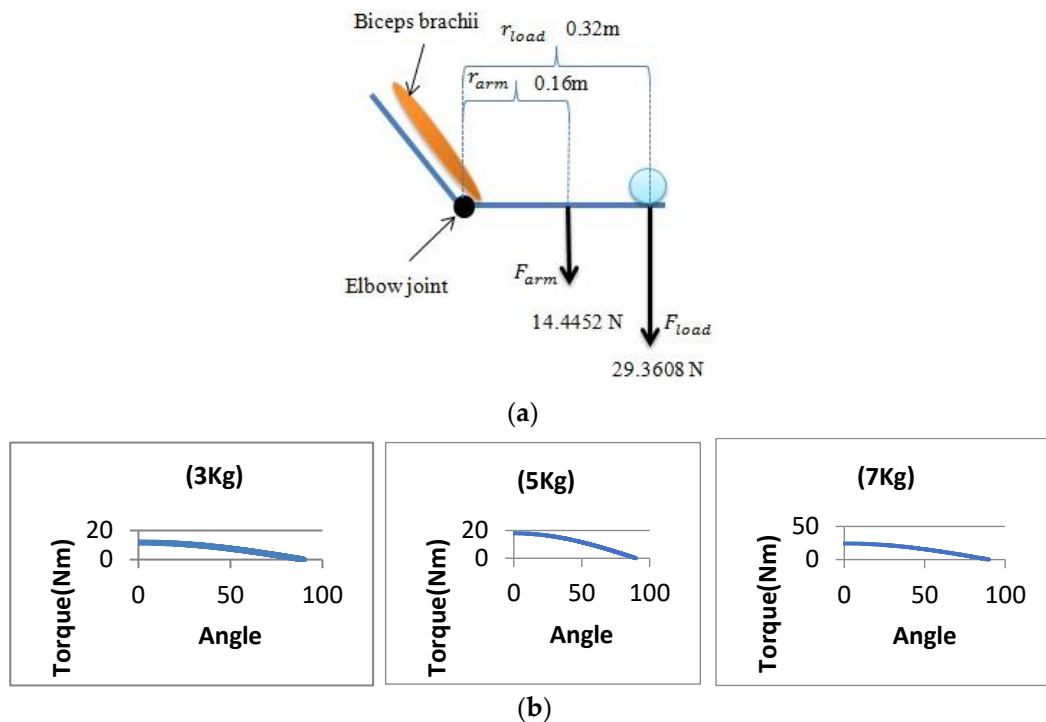 Biceps brachii
r_load 0.32m
r_arm 0.16m
Elbow joint
F_arm
14.4452 N
F_load
29.3608 N
(a)
(3Kg)
Torque(Nm)
20
0
0 50 100
Angle
(5Kg)
Torque(Nm)
20
0
0 50 100
Angle
(7Kg)
Torque(Nm)
50
0
0 50 100
Angle
(b)